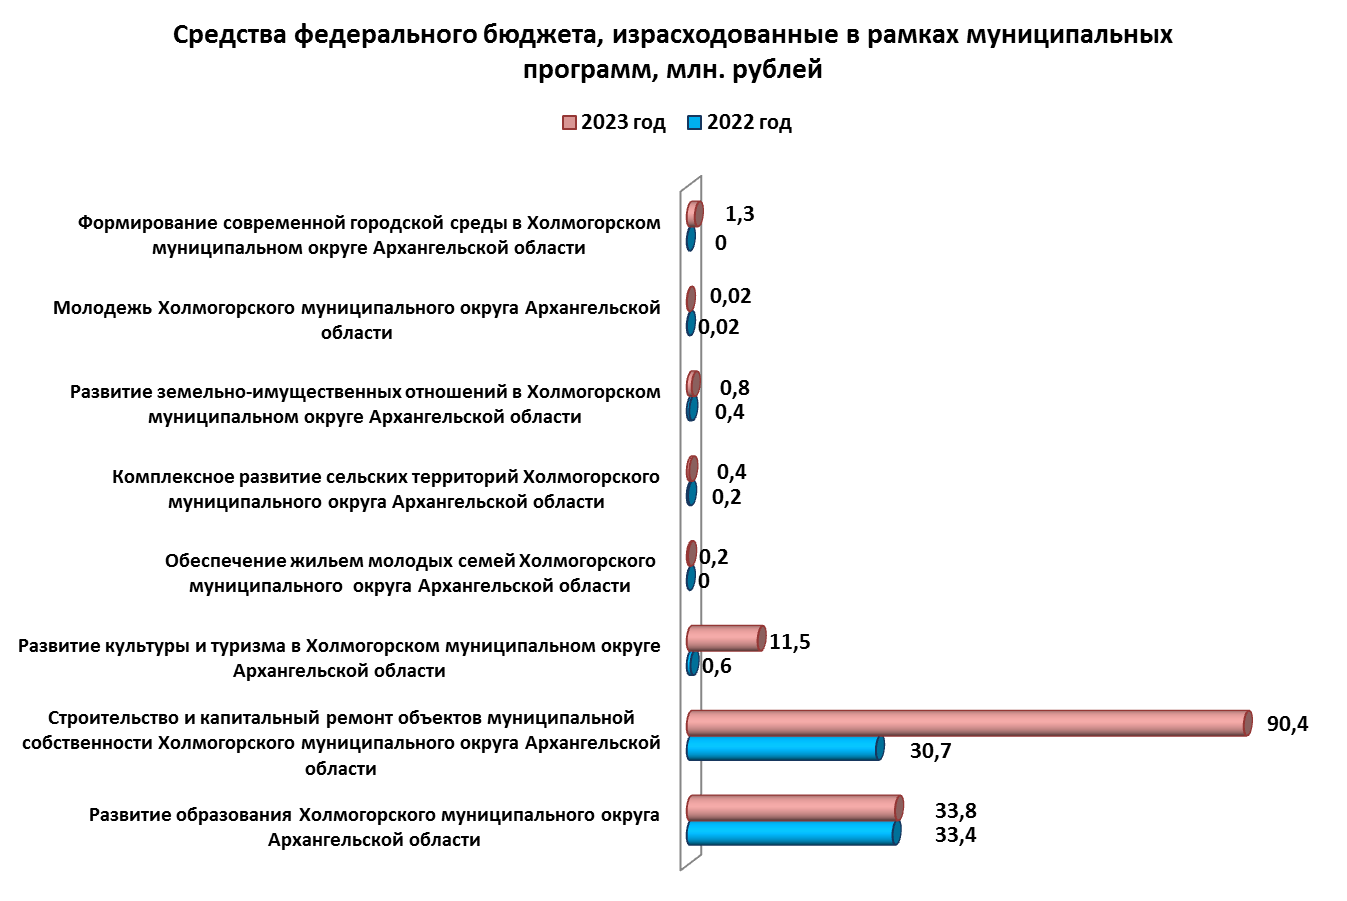 Средства федерального бюджета, израсходованные в рамках муниципальных
программ, млн. рублей
2023 год 2022 год
Формирование современной городской среды в Холмогорском
муниципальном округе Архангельской области
1,3
0
Молодежь Холмогорского муниципального округа Архангельской
области
0,02
0,02
Развитие земельно-имущественных отношений в Холмогорском
муниципальном округе Архангельской области
0,8
0,4
Комплексное развитие сельских территорий Холмогорского
муниципального округа Архангельской области
0,4
0,2
Обеспечение жильем молодых семей Холмогорского
муниципального округа Архангельской области
0,2
0
Развитие культуры и туризма в Холмогорском муниципальном округе
Архангельской области
11,5
0,6
Строительство и капитальный ремонт объектов муниципальной
собственности Холмогорского муниципального округа Архангельской
области
90,4
30,7
Развитие образования Холмогорского муниципального округа
Архангельской области
33,8
33,4